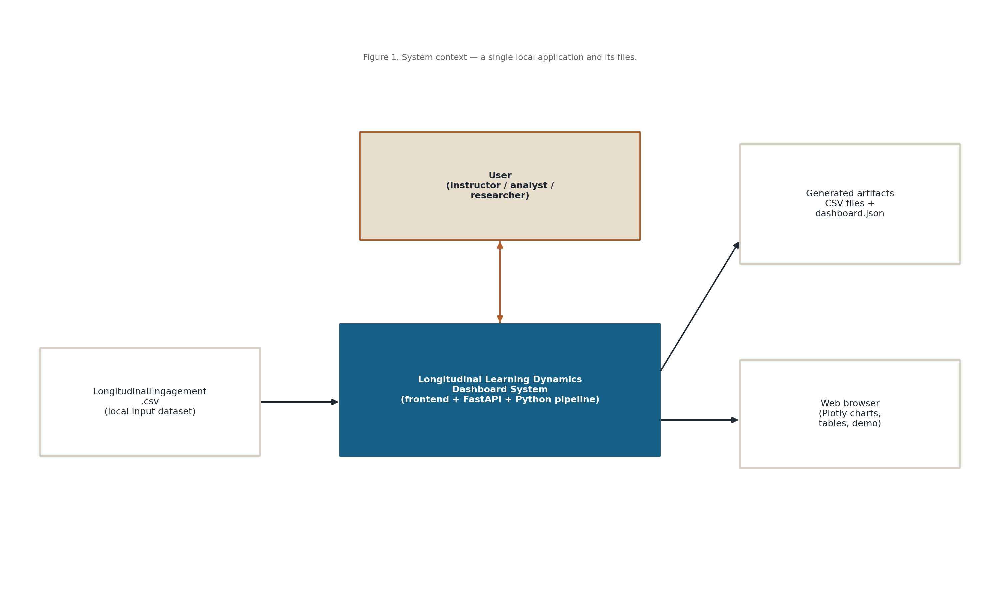 Figure 1. System context — a single local application and its files.
User
(instructor / analyst /
researcher)
Generated artifacts
CSV files +
dashboard.json
LongitudinalEngagement
.csv
(local input dataset)
Longitudinal Learning Dynamics
Dashboard System
(frontend + FastAPI + Python pipeline)
Web browser
(Plotly charts,
tables, demo)